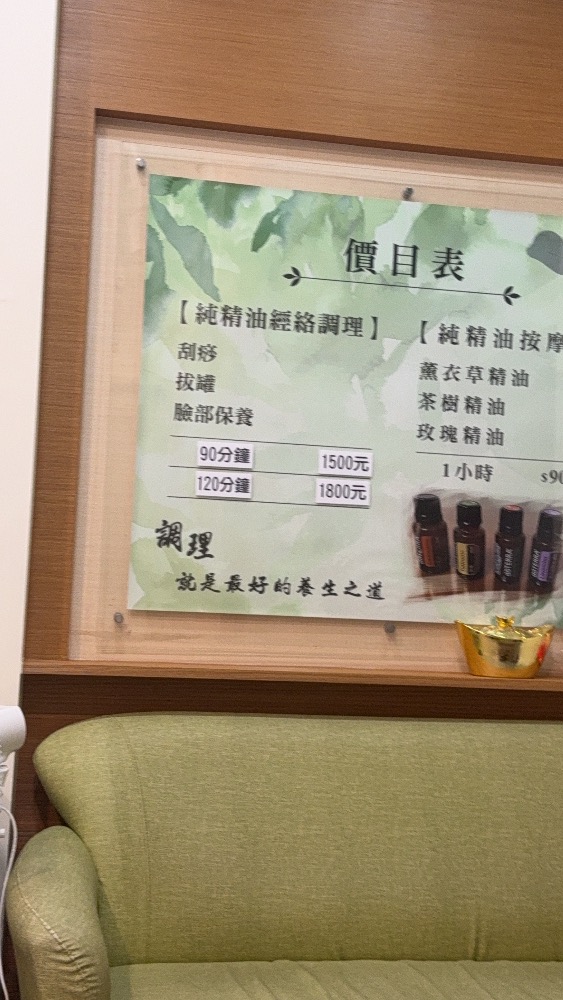 價目表
【純精油經絡調理】
刮痧
拔罐
臉部保養
90分鐘 1500元
120分鐘 1800元
調理
就是最好的養生之道
【純精油按摩
薰衣草精油
茶樹精油
玫瑰精油
1小時 $90